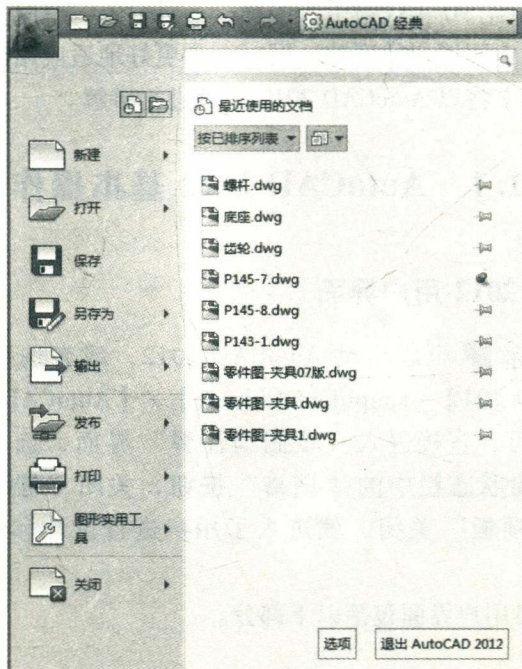 AutoCAD 经典
最近使用的文档
按已排序列表
新建
打开
保存
另存为
输出
发布
打印
图形实用工
具
关闭
螺杆.dwg
底座.dwg
齿轮.dwg
P145-7.dwg
P145-8.dwg
P143-1.dwg
零件图-夹具07版.dwg
零件图-夹具.dwg
零件图-夹具1.dwg
选项
退出 AutoCAD 2012